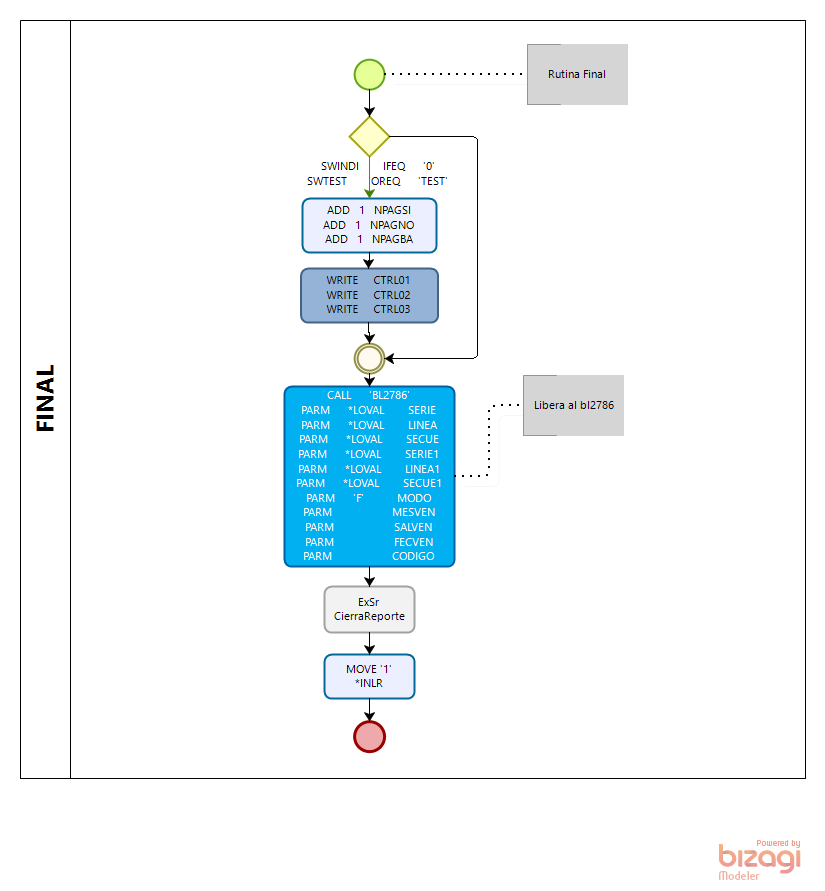 FINAL
Rutina Final
SWINDI IFEQ '0'
SWTEST OREQ 'TEST'
ADD 1 NPAGSI
ADD 1 NPAGNO
ADD 1 NPAGBA
WRITE CTRL01
WRITE CTRL02
WRITE CTRL03
CALL 'BL2786'
PARM *LOVAL SERIE
PARM *LOVAL LINEA
PARM *LOVAL SECUE
PARM *LOVAL SERIE1
PARM *LOVAL LINEA1
PARM *LOVAL SECUE1
PARM 'F' MODO
PARM MESVEN
PARM SALVEN
PARM FECVEN
PARM CODIGO
Libera al bl2786
ExSr
CierraReporte
MOVE '1'
*INLR
Powered by
bizagi
Modeler